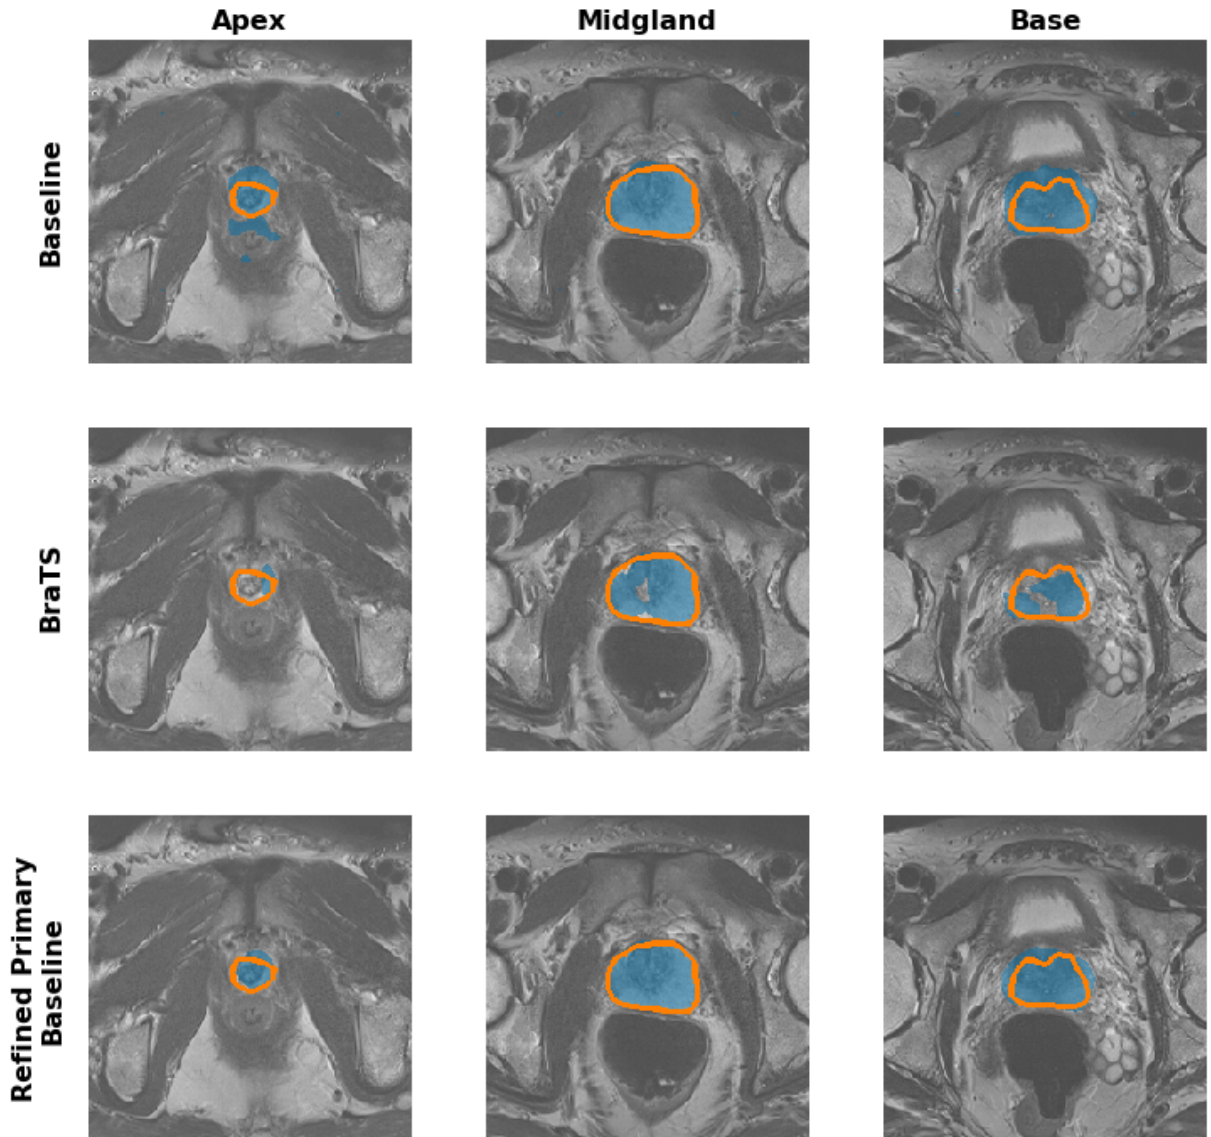 Apex
Midgland
Base
Baseline
BraTS
Refined Primary
Baseline